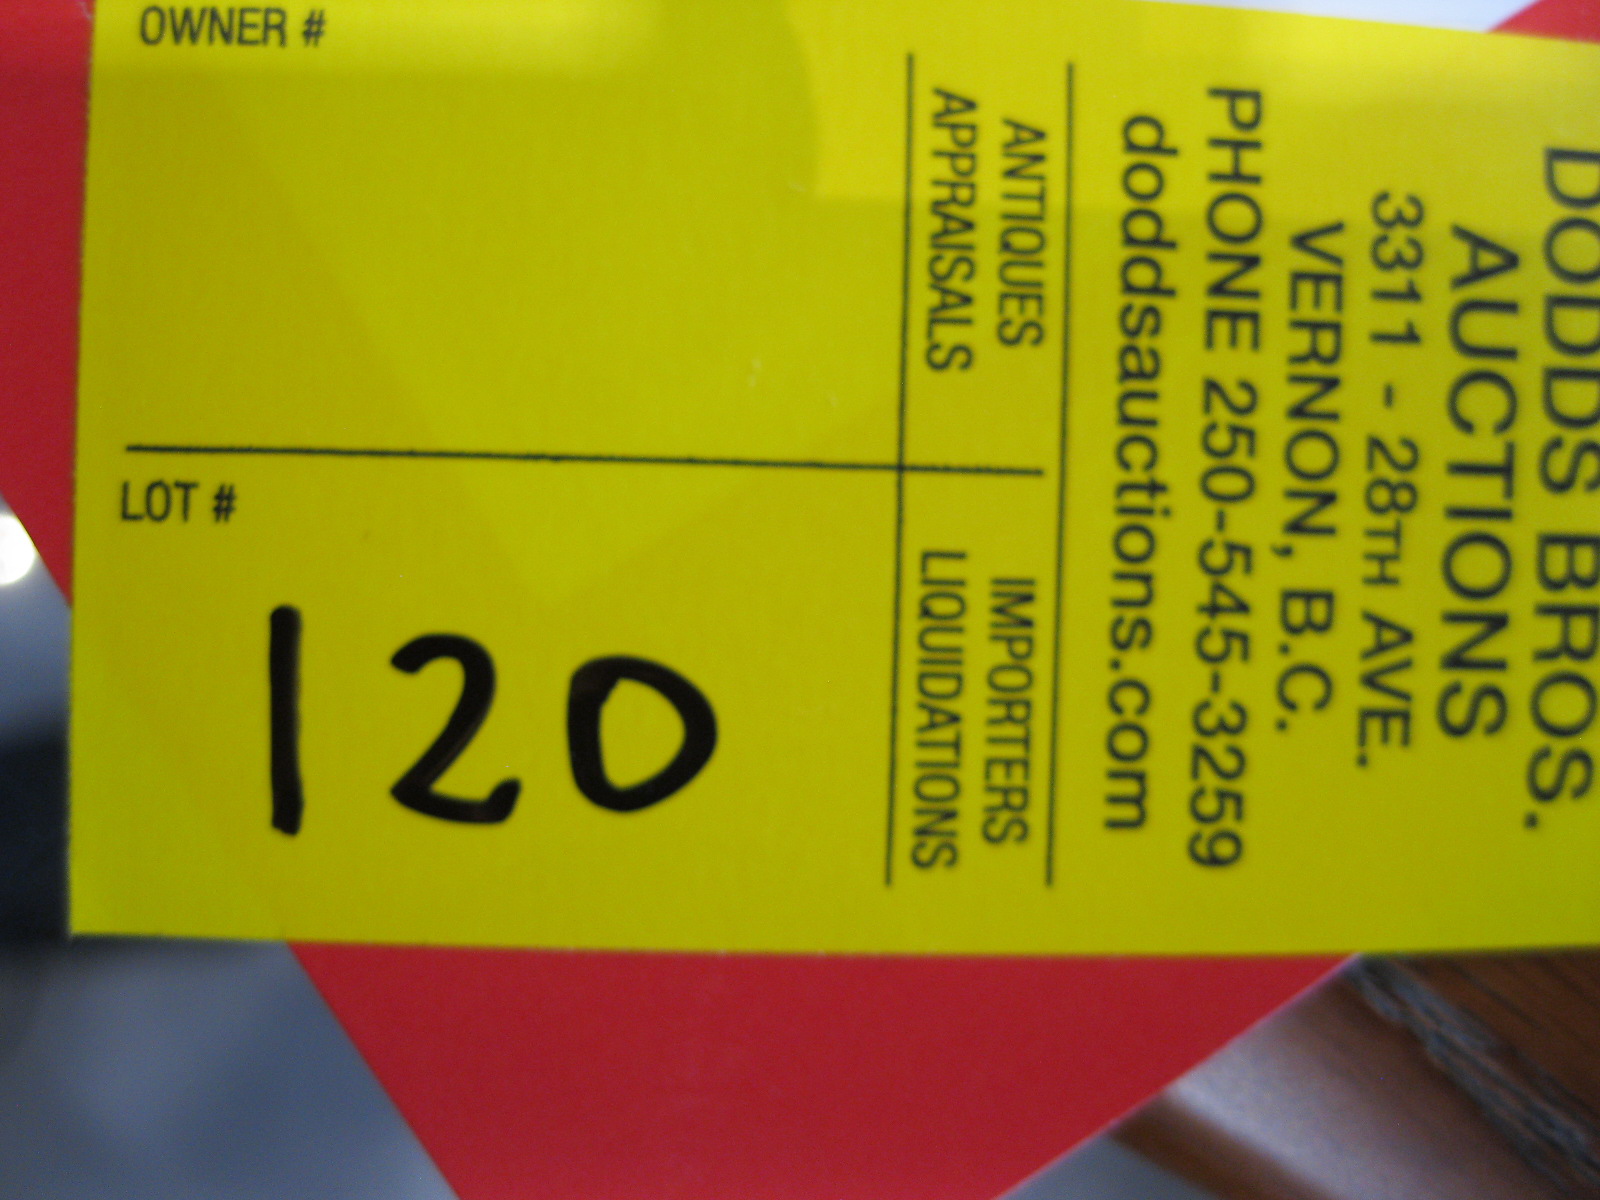 OWNER #
LOT #
120
DODDS BROS.
AUCTIONS
3311 - 28TH AVE.
VERNON, B.C.
PHONE 250-545-3259
doddsauctions.com
ANTIQUES
APPRAISALS
IMPORTERS
LIQUIDATIONS